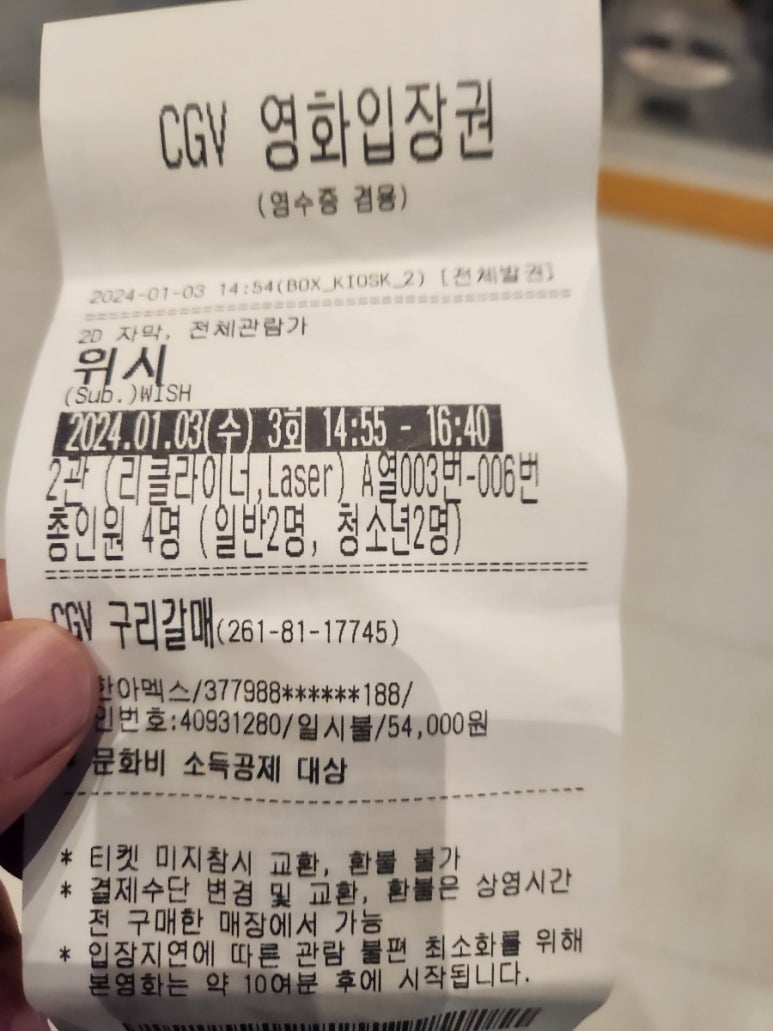 CGV 영화입장권
(영수증 겸용)
2024-01-03 14:54(BOX_KIOSK_2) [전체발권]
2D 자막, 전체관람가
위시
(Sub.)WISH
2024.01.03(수) 3회 14:55 - 16:40
2관 (리클라이너,Laser) A열003번-006번
총인원 4명 (일반2명, 청소년2명)
CGV 구리갈매(261-81-17745)
한아멕스/377988******188/
인번호:40931280/일시불/54,000원
* 문화비 소득공제 대상
* 티켓 미지참시 교환, 환불 불가
* 결제수단 변경 및 교환, 환불은 상영시간
전 구매한 매장에서 가능
* 입장지연에 따른 관람 불편 최소화를 위해
본영화는 약 10여분 후에 시작됩니다.